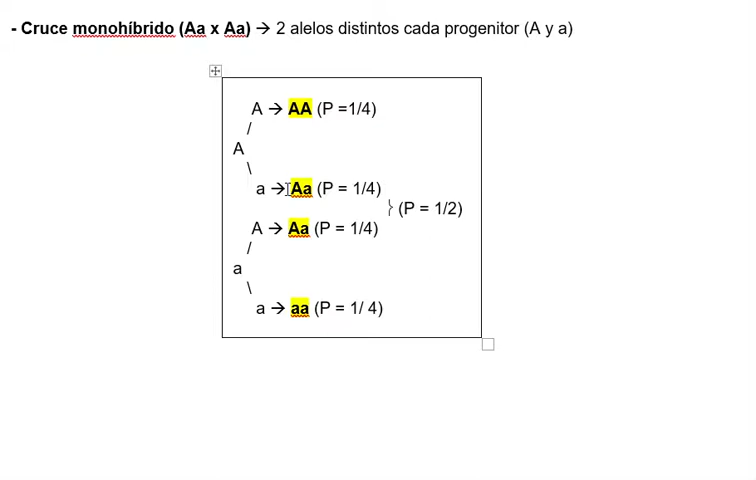 - Cruce monohíbrido (Aa x Aa) → 2 alelos distintos cada progenitor (A y a)
A → AA (P =1/4)
/
A
\
a → Aa (P = 1/4)
} (P = 1/2)
A → Aa (P = 1/4)
/
a
\
a → aa (P = 1/ 4)